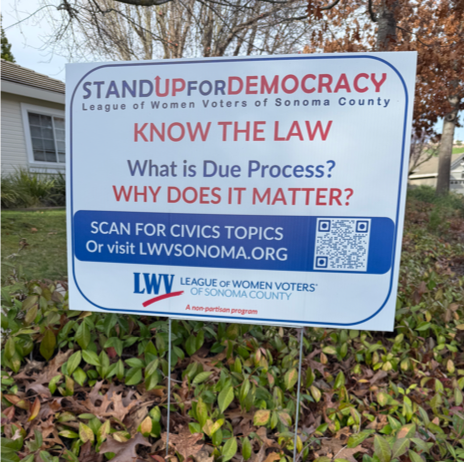 STANDUPFORDEMOCRACY
League of Women Voters of Sonoma County
KNOW THE LAW
What is Due Process?
WHY DOES IT MATTER?
SCAN FOR CIVICS TOPICS
Or visit LWVSONOMA.ORG
LWV LEAGUE OF WOMEN VOTERS®
OF SONOMA COUNTY
A non-partisan program